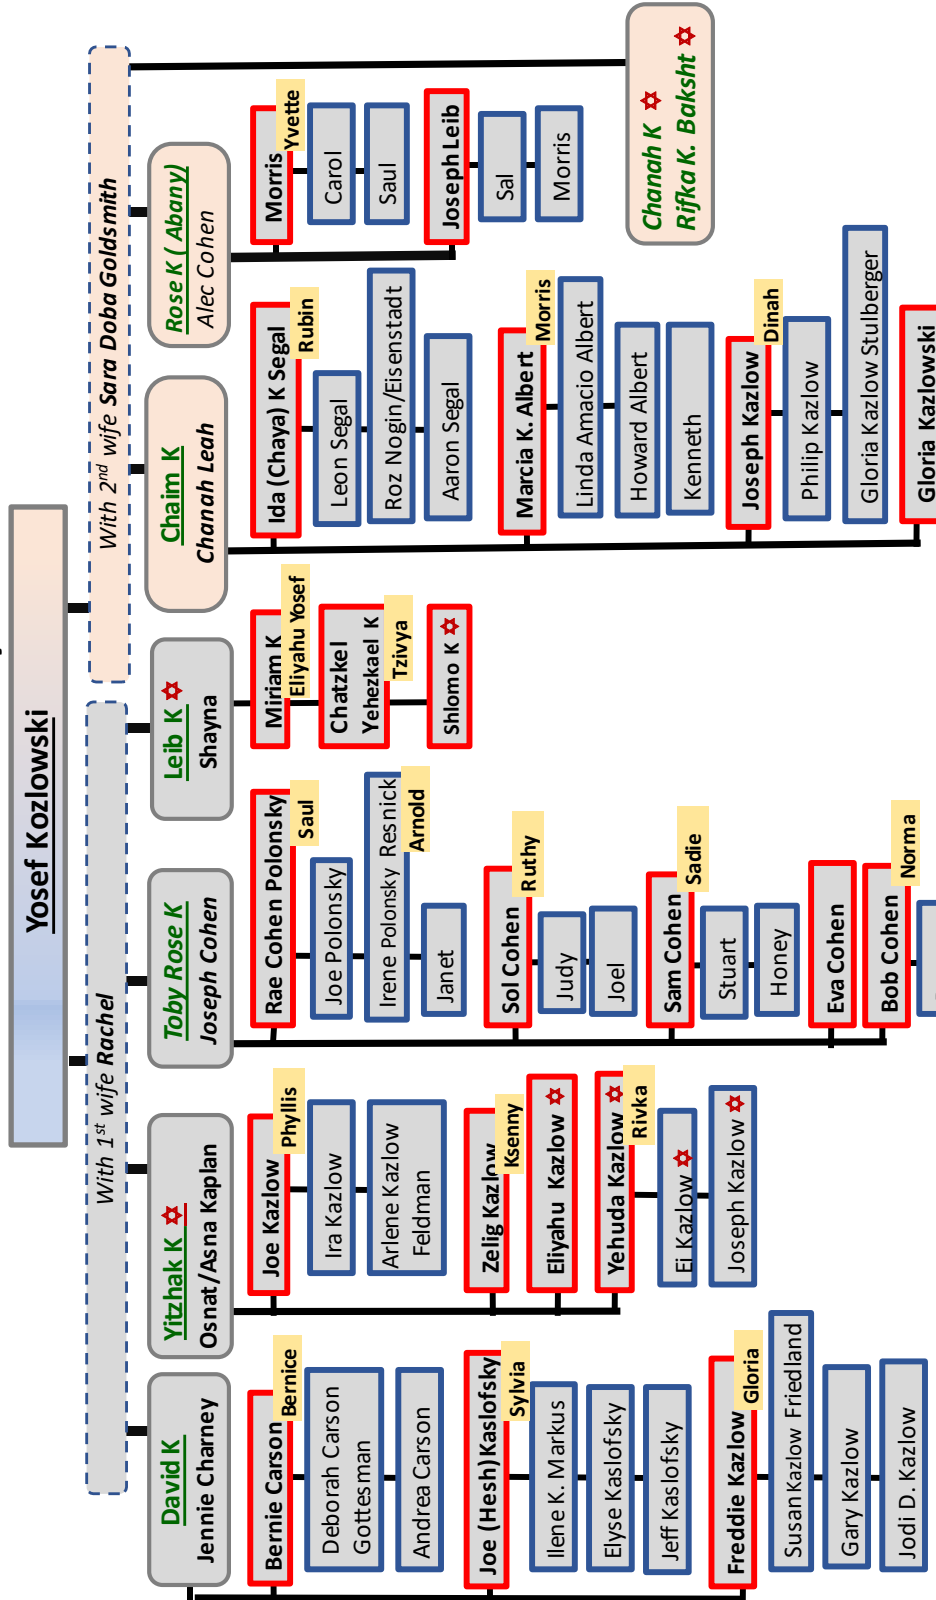 Yosef Kozlowski
With 1st wife Rachel
With 2nd wife Sara Doba Goldsmith
David K
Jennie Charney
Bernie Carson
Bernice
Deborah Carson
Gottesman
Andrea Carson
Joe (Hesh) Kaslofsky
Sylvia
Ilene K. Markus
Elyse Kaslofsky
Jeff Kaslofsky
Freddie Kazlow
Gloria
Susan Kazlow Friedland
Gary Kazlow
Jodi D. Kazlow
Yitzhak K ✡
Osnat/Asna Kaplan
Joe Kazlow
Phyllis
Ira Kazlow
Arlene Kazlow
Feldman
Zelig Kazlow
Ksenny
Eliyahu Kazlow ✡
Yehuda Kazlow ✡
Rivka
Ei Kazlow ✡
Joseph Kazlow ✡
Toby Rose K
Joseph Cohen
Rae Cohen Polonsky
Saul
Joe Polonsky
Irene Polonsky Resnick
Arnold
Janet
Sol Cohen
Ruthy
Judy
Joel
Sam Cohen
Sadie
Stuart
Honey
Eva Cohen
Bob Cohen
Norma
Leib K ✡
Shayna
Miriam K
Eliyahu Yosef
Chatzkel
Yehezkael K
Tzivya
Shlomo K ✡
Chaim K
Chanah Leah
Ida (Chaya) K Segal
Rubin
Leon Segal
Roz Nogin/Eisenstadt
Aaron Segal
Marcia K. Albert
Morris
Linda Amacio Albert
Howard Albert
Kenneth
Joseph Kazlow
Dinah
Philip Kazlow
Gloria Kazlow Stulberger
Gloria Kazlowski
Rose K ( Abany)
Alec Cohen
Morris
Yvette
Carol
Saul
Joseph Leib
Sal
Morris
Chanah K ✡
Rifka K. Baksht ✡